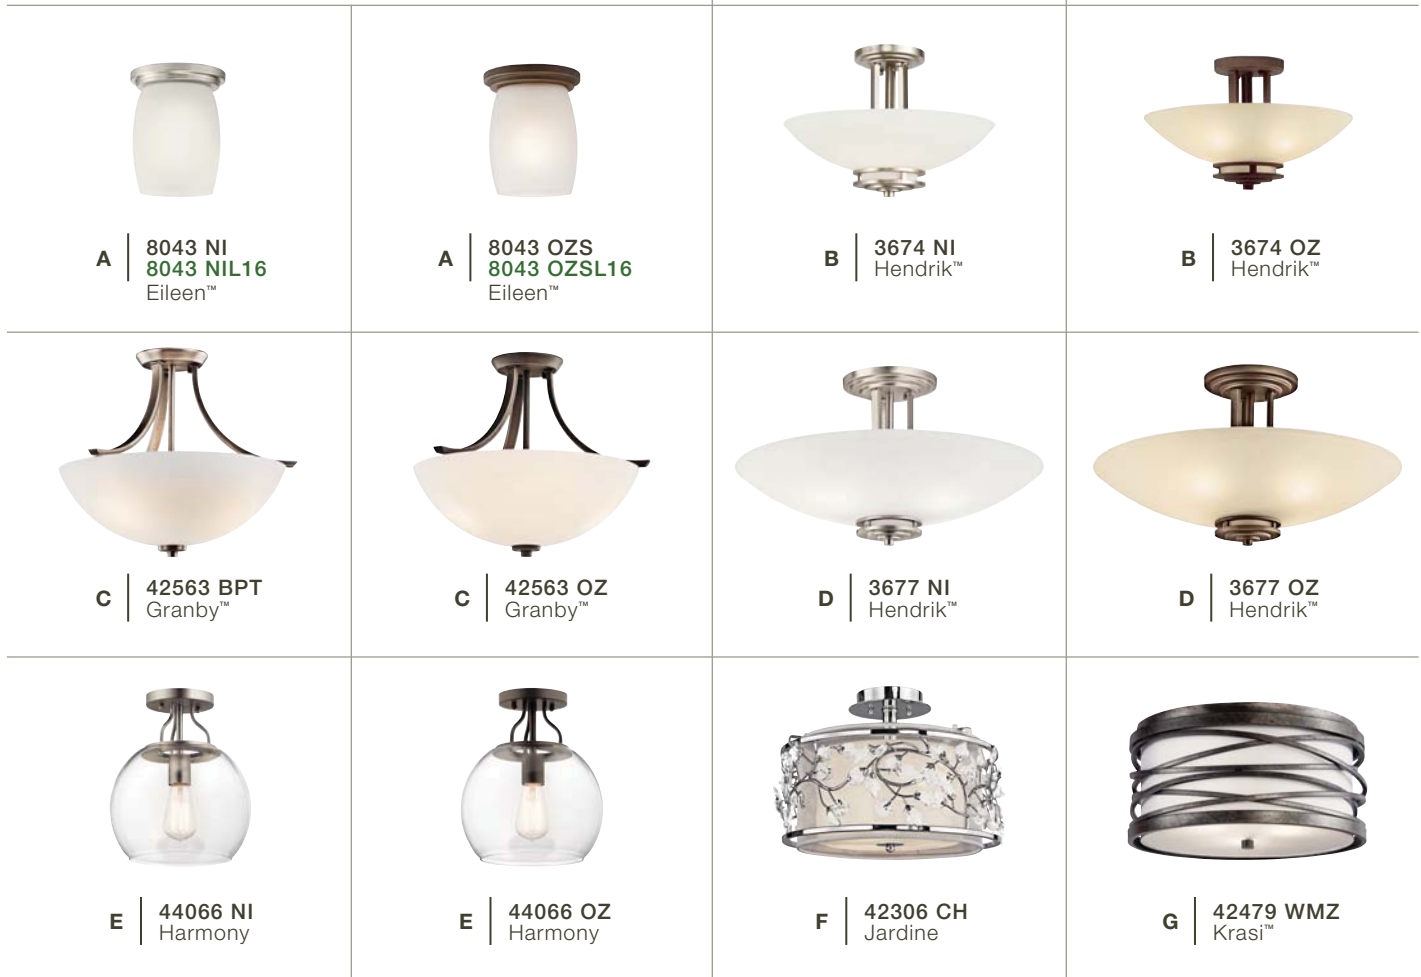 A
8043 NI
8043 NIL16
Eileen™
A
8043 OZS
8043 OZSL16
Eileen™
B
3674 NI
Hendrik™
B
3674 OZ
Hendrik™
C
42563 BPT
Granby™
C
42563 OZ
Granby™
D
3677 NI
Hendrik™
D
3677 OZ
Hendrik™
E
44066 NI
Harmony
E
44066 OZ
Harmony
F
42306 CH
Jardine
G
42479 WMZ
Krasi™